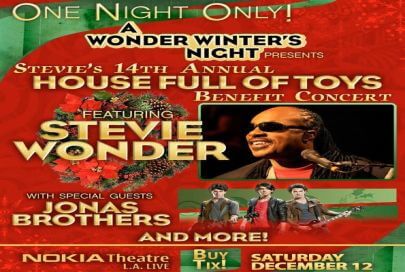 ONE NIGHT ONLY!
A
WONDER WINTER'S
NIGHT PRESENTS
STEVIE'S 14TH ANNUAL
HOUSE FULL OF TOYS
BENEFIT CONCERT
FEATURING
STEVIE
WONDER
WITH SPECIAL GUESTS
JONAS
BROTHERS
AND MORE!
NOKIA Theatre
L.A. LIVE
BUY
TIX!
SATURDAY
DECEMBER 12